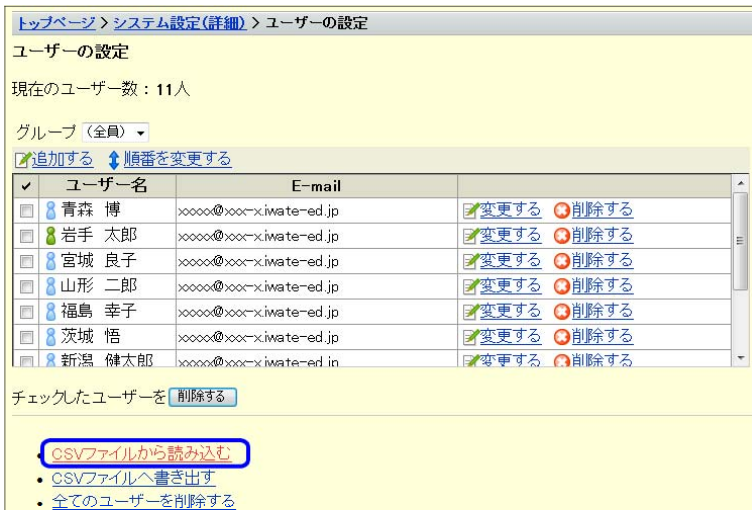 トップページ > システム設定(詳細) > ユーザーの設定
ユーザーの設定
現在のユーザー数：11人
グループ (全員)
追加する 順番を変更する
ユーザー名 E-mail
青森 博 xxxxx@xxx-x.iwate-ed.jp 変更する 削除する
岩手 太郎 xxxxx@xxx-x.iwate-ed.jp 変更する 削除する
宮城 良子 xxxxx@xxx-x.iwate-ed.jp 変更する 削除する
山形 二郎 xxxxx@xxx-x.iwate-ed.jp 変更する 削除する
福島 幸子 xxxxx@xxx-x.iwate-ed.jp 変更する 削除する
茨城 悟 xxxxx@xxx-x.iwate-ed.jp 変更する 削除する
新潟 健太郎 xxxxx@xxx-x.iwate-ed.jp 変更する 削除する
チェックしたユーザーを 削除する
・CSVファイルから読み込む
・CSVファイルへ書き出す
・全てのユーザーを削除する